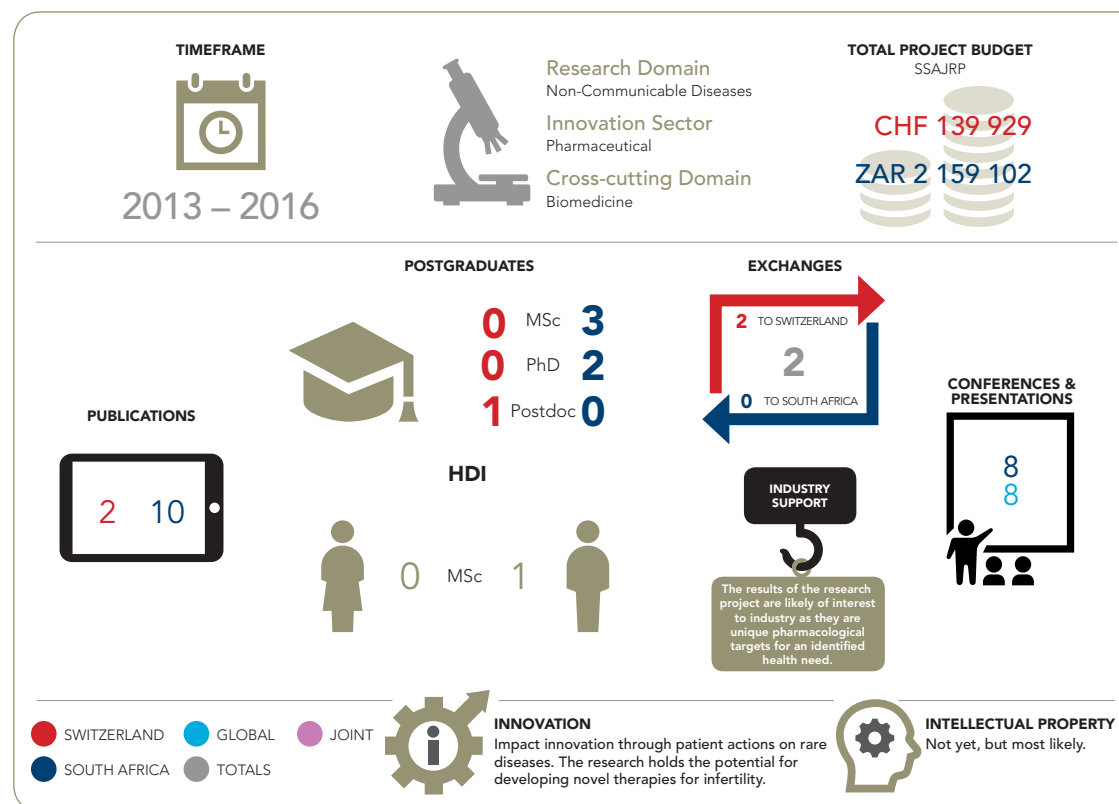 TIMEFRAME
2013 – 2016
Research Domain
Non-Communicable Diseases
Innovation Sector
Pharmaceutical
Cross-cutting Domain
Biomedicine
TOTAL PROJECT BUDGET
SSAJRP
CHF 139 929
ZAR 2 159 102
POSTGRADUATES
0 MSc 3
0 PhD 2
1 Postdoc 0
EXCHANGES
2 TO SWITZERLAND
2
0 TO SOUTH AFRICA
PUBLICATIONS
2 10
HDI
0 MSc 1
INDUSTRY
SUPPORT
The results of the research
project are likely of interest
to industry as they are
unique pharmacological
targets for an identified
health need.
CONFERENCES &
PRESENTATIONS
8
8
SWITZERLAND
GLOBAL
JOINT
SOUTH AFRICA
TOTALS
i
INNOVATION
Impact innovation through patient actions on rare
diseases. The research holds the potential for
developing novel therapies for infertility.
INTELLECTUAL PROPERTY
Not yet, but most likely.